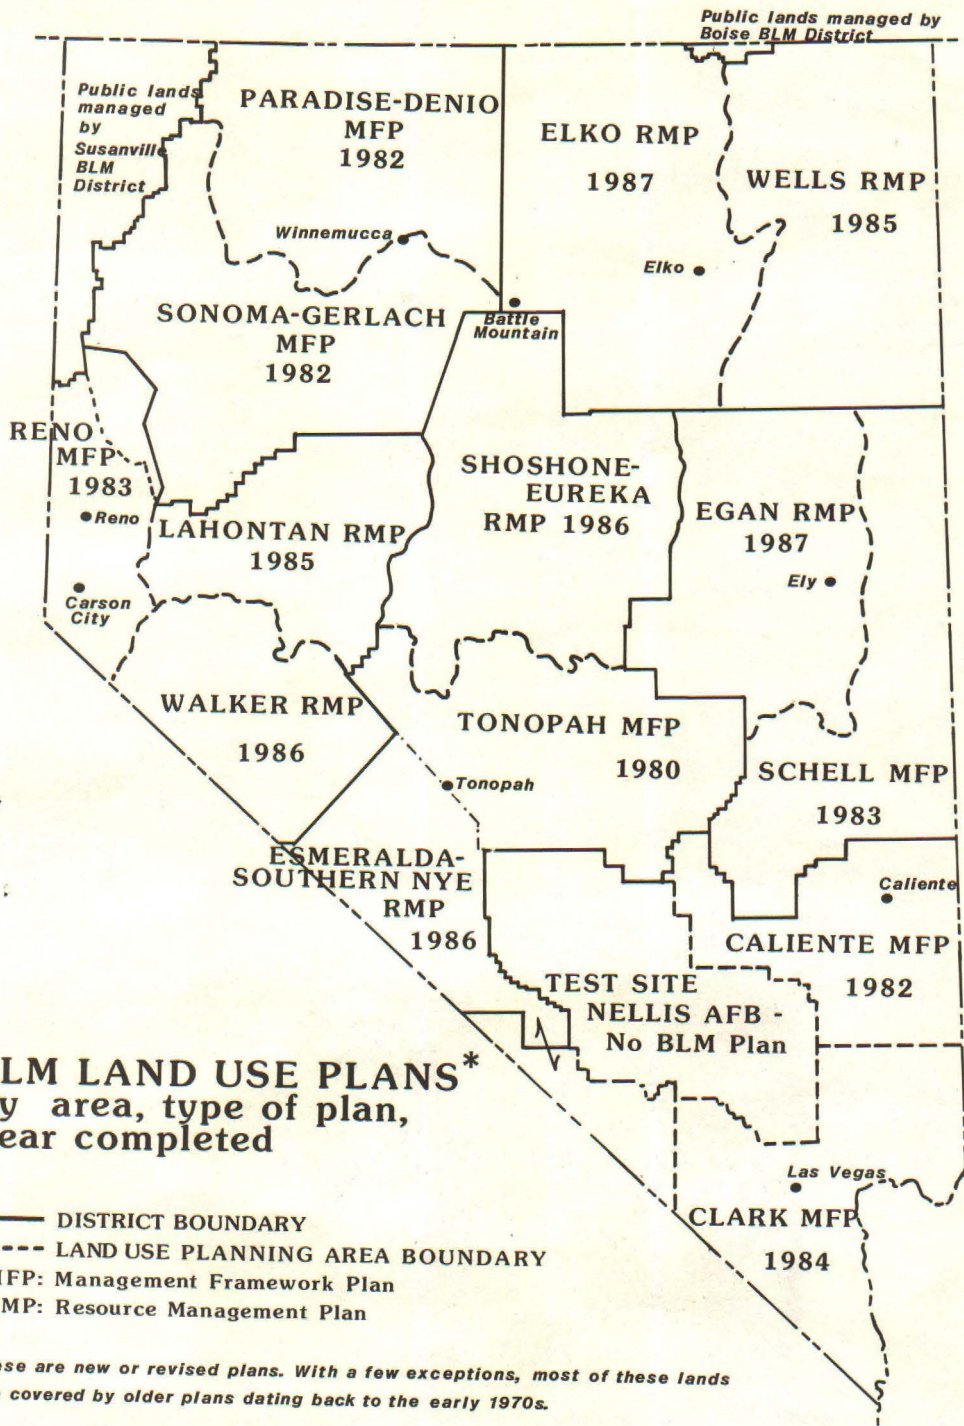 Public lands managed by
Boise BLM District
Public lands
managed
by
Susanville
BLM
District
PARADISE-DENIO
MFP
1982
ELKO RMP
1987
WELLS RMP
1985
Winnemucca
Elko
SONOMA-GERLACH
MFP
1982
Battle
Mountain
RENO
MFP
1983
Reno
SHOSHONE-
EUREKA
RMP 1986
EGAN RMP
1987
LAHONTAN RMP
1985
Ely
Carson
City
WALKER RMP
1986
TONOPAH MFP
1980
Tonopah
SCHELL MFP
1983
ESMERALDA-
SOUTHERN NYE
RMP
1986
Caliente
CALIENTE MFP
1982
TEST SITE
NELLIS AFB -
No BLM Plan
LM LAND USE PLANS*
y area, type of plan,
ear completed
Las Vegas
CLARK MFP
1984
DISTRICT BOUNDARY
LAND USE PLANNING AREA BOUNDARY
MFP: Management Framework Plan
MP: Resource Management Plan
ese are new or revised plans. With a few exceptions, most of these lands
covered by older plans dating back to the early 1970s.